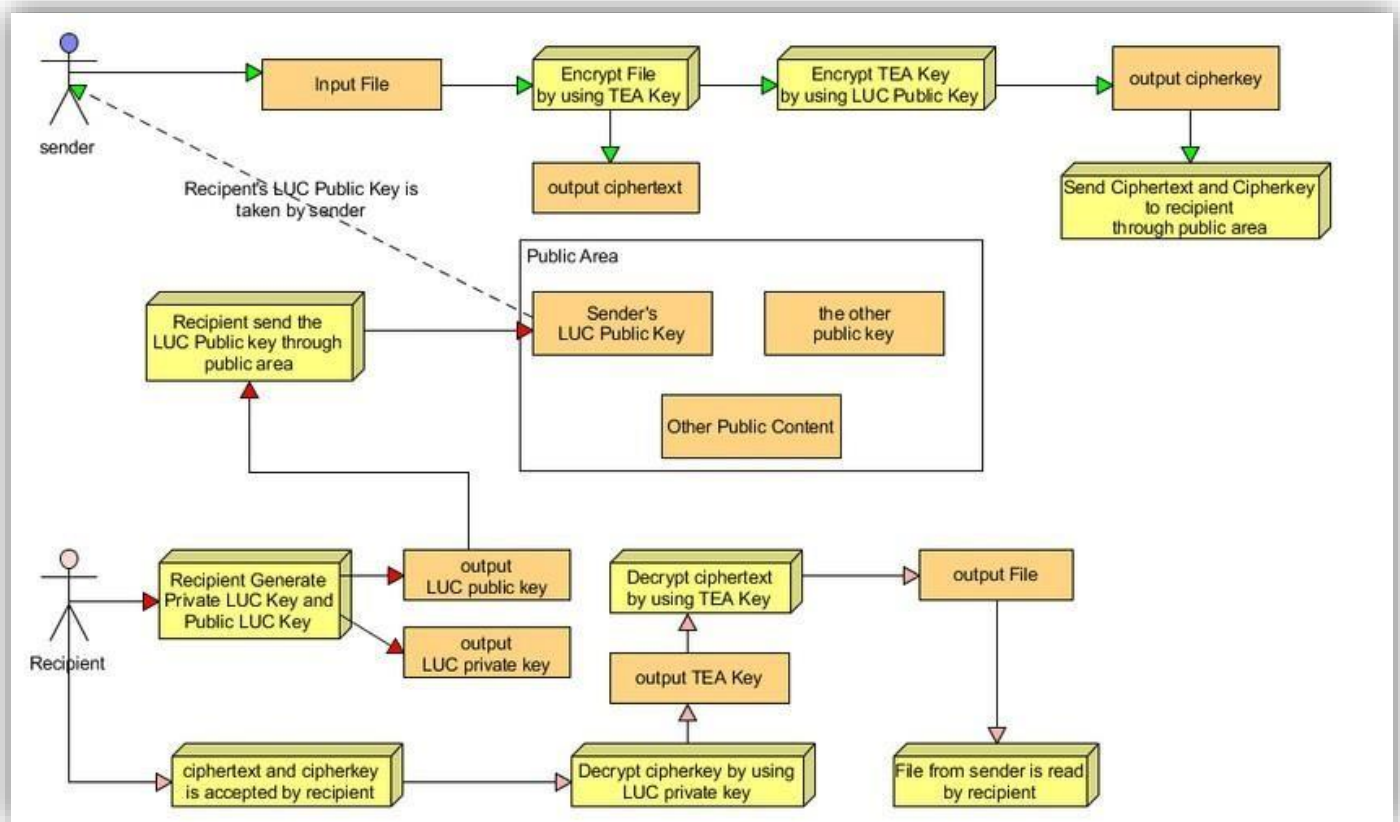 Input File
Encrypt File
by using TEA Key
Encrypt TEA Key
by using LUC Public Key
output cipherkey
sender
output ciphertext
Send Ciphertext and Cipherkey
to recipient
through public area
Recipent's LUC Public Key is
taken by sender
Public Area
Sender's
LUC Public Key
the other
public key
Recipient send the
LUC Public key through
public area
Other Public Content
Recipient Generate
Private LUC Key and
Public LUC Key
output
LUC public key
Decrypt ciphertext
by using TEA Key
output File
Recipient
output
LUC private key
output TEA Key
ciphertext and cipherkey
is accepted by recipient
Decrypt cipherkey by using
LUC private key
File from sender is read
by recipient